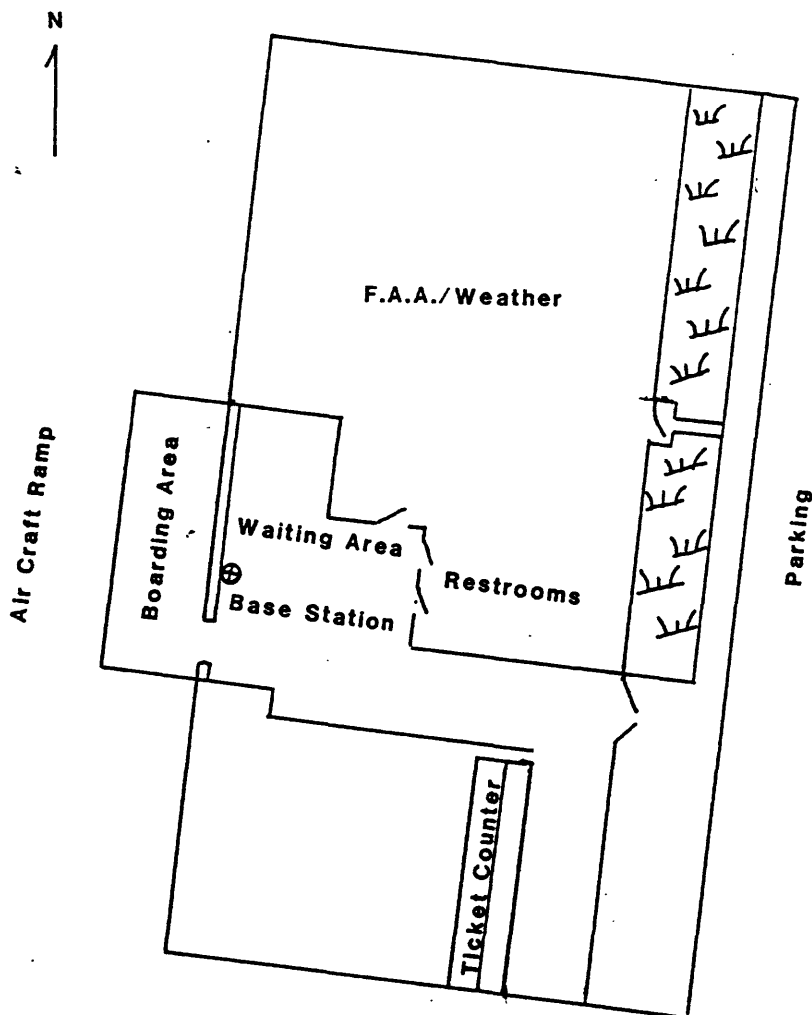 N
F.A.A./Weather
Air Craft Ramp
Boarding Area
Waiting Area
Base Station
Restrooms
Parking
Ticket Counter